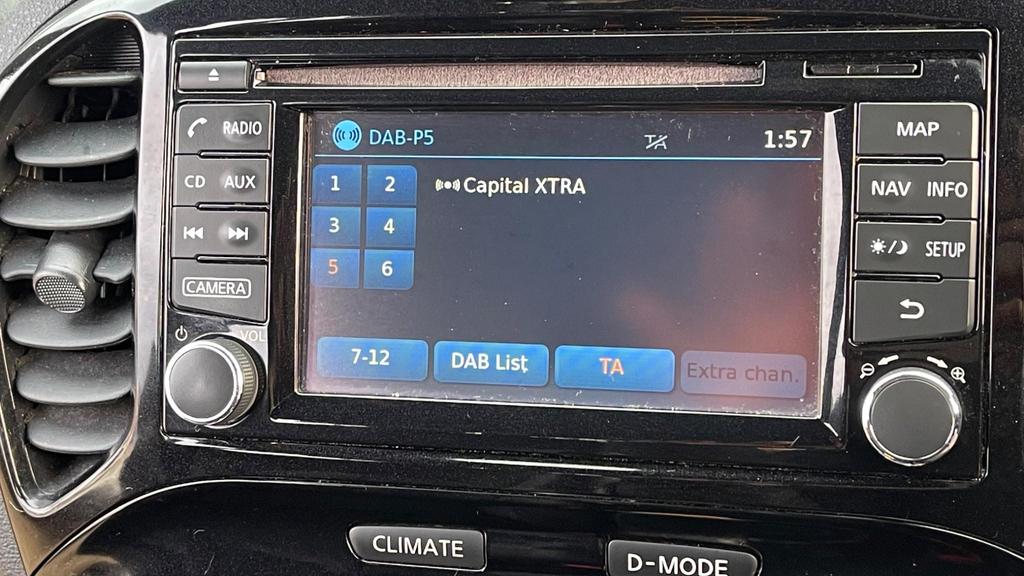 DAB-P5 TA 1:57
RADIO
MAP
1 2
Capital XTRA
CD AUX
NAV INFO
3 4
SETUP
5 6
CAMERA
VOL
7-12
DAB List
TA
Extra chan.
CLIMATE
D-MODE